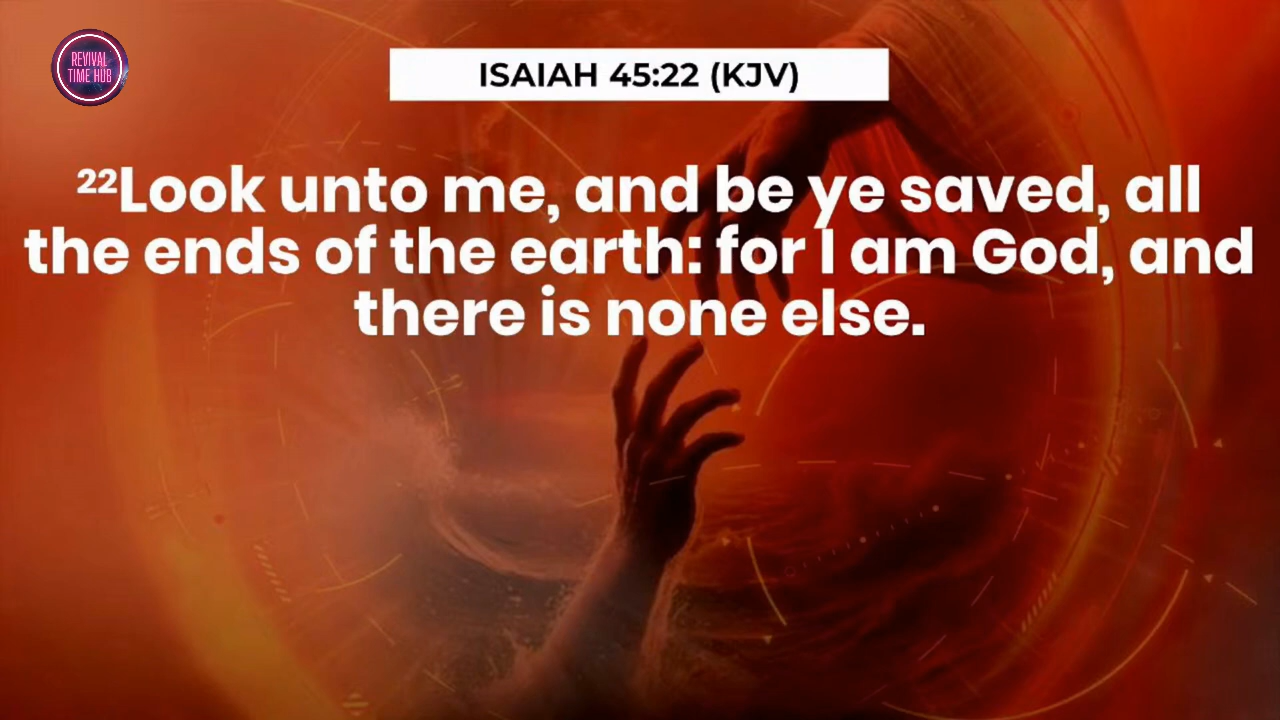 REVIVAL
TIME HUB
ISAIAH 45:22 (KJV)
²²Look unto me, and be ye saved, all
the ends of the earth: for I am God, and
there is none else.